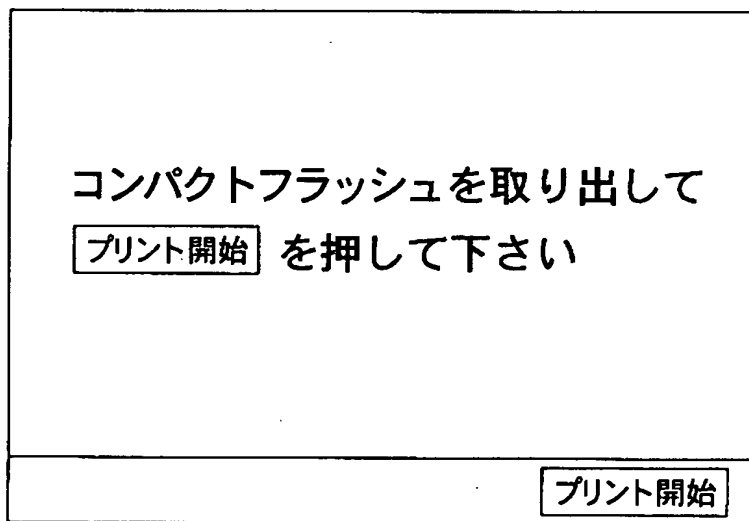 コンパクトフラッシュを取り出して
プリント開始 を押して下さい
プリント開始